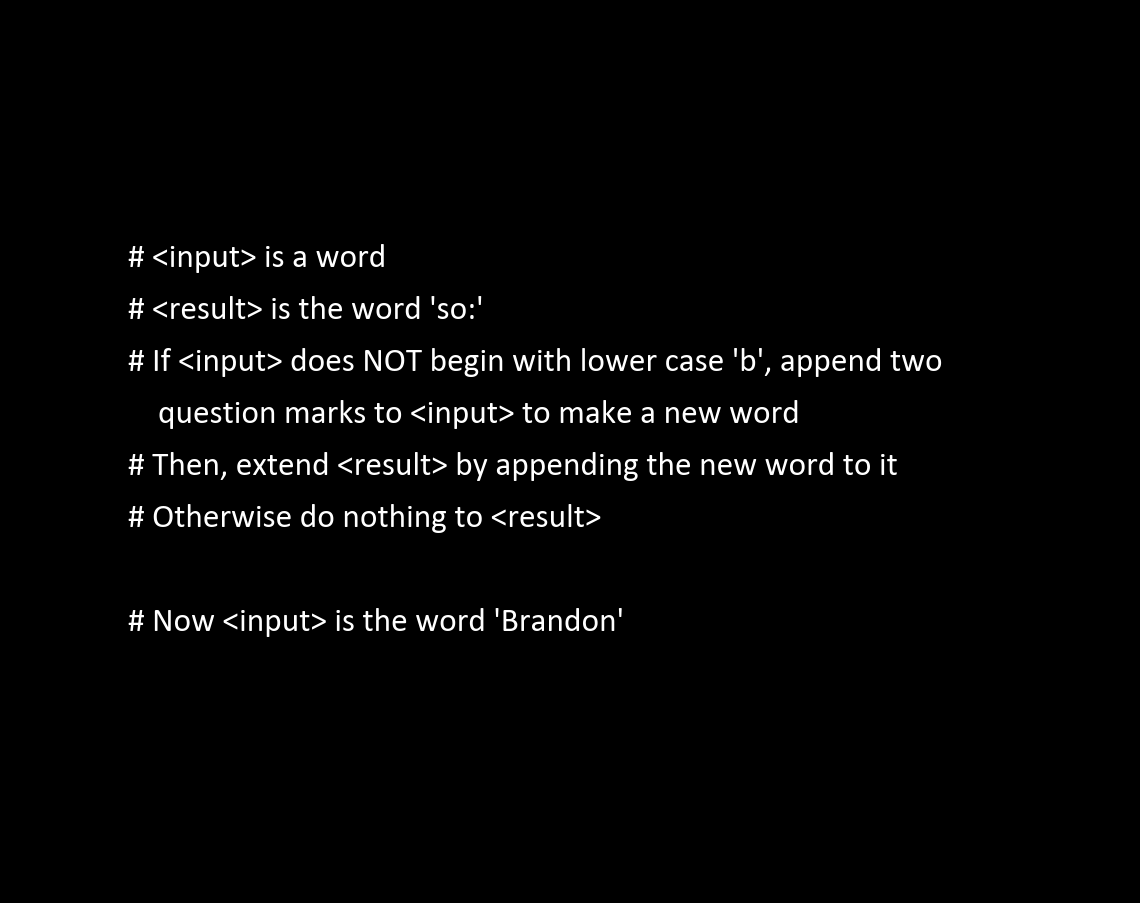 # <input> is a word
# <result> is the word 'so:'
# If <input> does NOT begin with lower case 'b', append two
question marks to <input> to make a new word
# Then, extend <result> by appending the new word to it
# Otherwise do nothing to <result>
# Now <input> is the word 'Brandon'